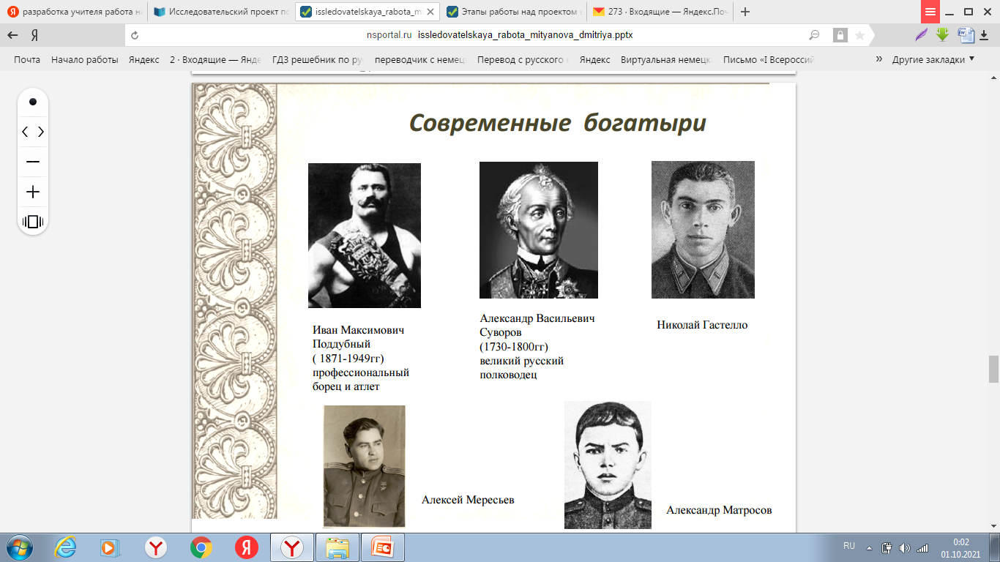 разработка учителя работа н
Исследовательский проект по
issledovatelskaya_rabota_m
Этапы работы над проектом
273 · Входящие — Яндекс.Поч
Я
nsportal.ru issledovatelskaya_rabota_mityanova_dmitriya.pptx
Почта
Начало работы
Яндекс
2 · Входящие — Янде
ГДЗ решебник по ру
переводчик с немец
Перевод с русского
Яндекс
Виртуальная немецк
Письмо «I Всероссий
» Другие закладки
Современные богатыри
Иван Максимович
Поддубный
( 1871-1949гг)
профессиональный
борец и атлет
Александр Васильевич
Суворов
(1730-1800гг)
великий русский
полководец
Николай Гастелло
Алексей Мересьев
Александр Матросов
RU
0:02
01.10.2021